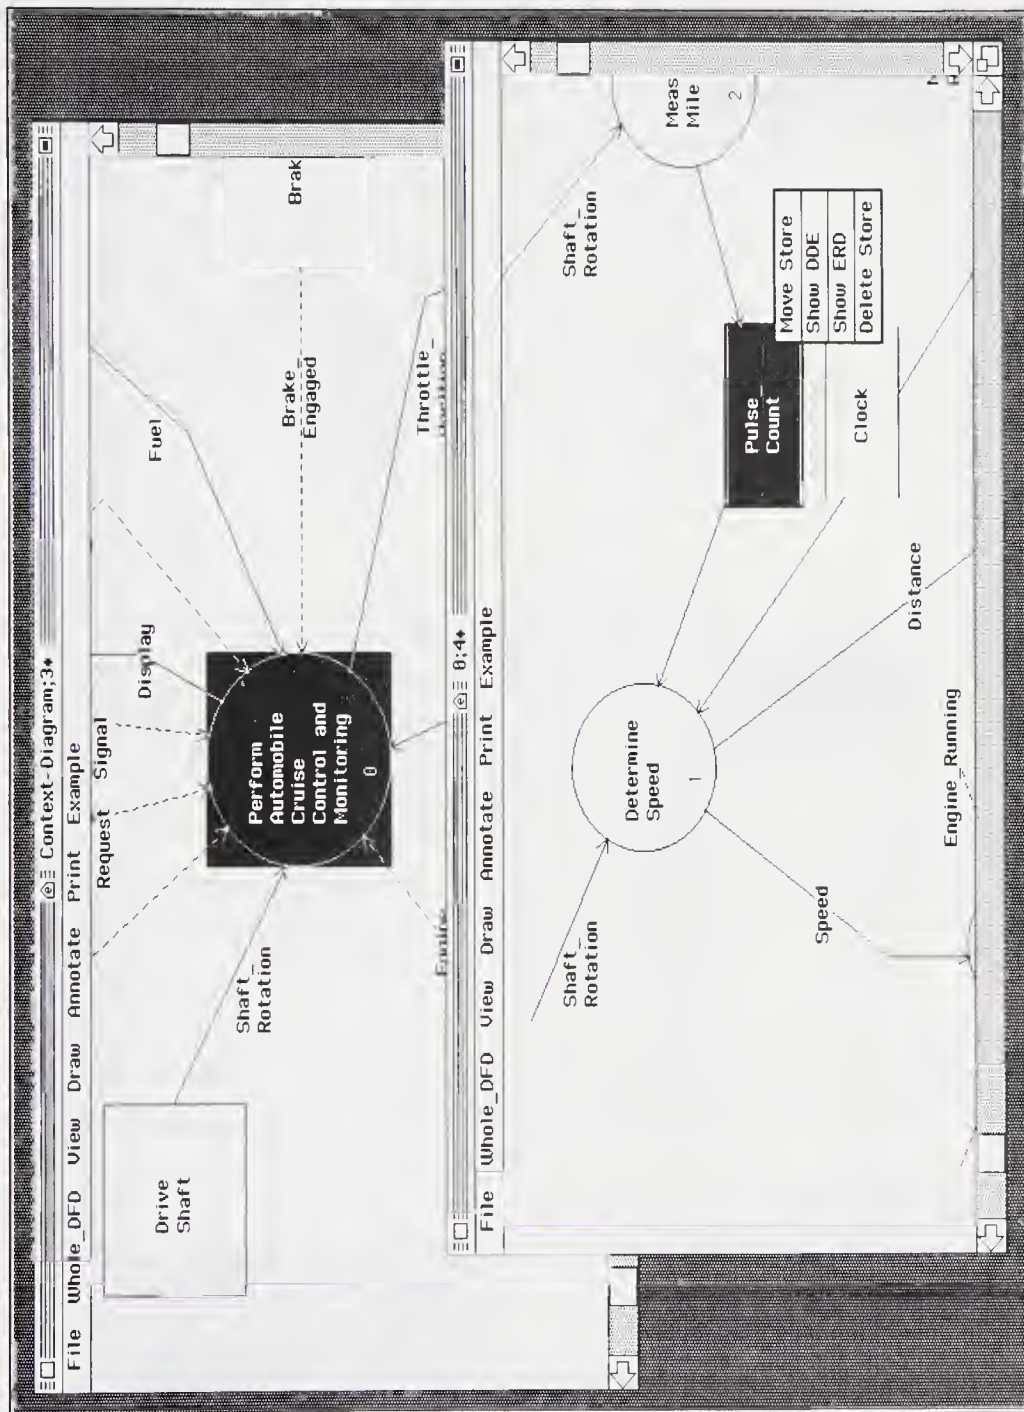 Context-Diagram;3
File Whole_DFD View Draw Annotate Print Example
Request
Signal
Display
Fuel
Drive
Shaft
Shaft_
Rotation
Perform
Automobile
Cruise
Control and
Monitoring
0
Brake_
Engaged
Brak
Throttle_
0;4
File Whole_DFD View Draw Annotate Print Example
Shaft_
Rotation
Shaft_
Rotation
Determine
Speed
1
Meas
Mile
2
Pulse
Count
Move Store
Show DDE
Show ERD
Delete Store
Clock
Speed
Distance
Engine_Running